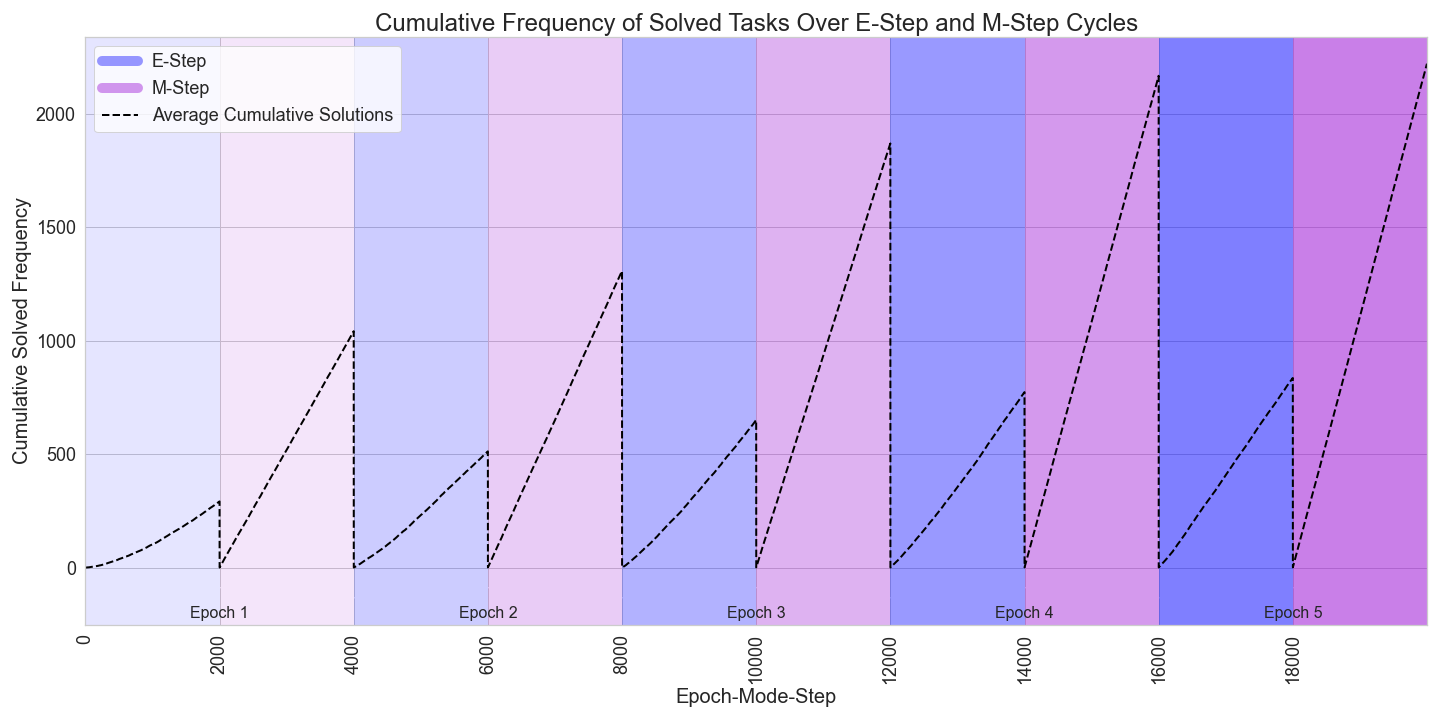 Cumulative Frequency of Solved Tasks Over E-Step and M-Step Cycles
E-Step
M-Step
Average Cumulative Solutions
Cumulative Solved Frequency
2000
1500
1000
500
0
Epoch 1
Epoch 2
Epoch 3
Epoch 4
Epoch 5
0
2000
4000
6000
8000
10000
12000
14000
16000
18000
Epoch-Mode-Step